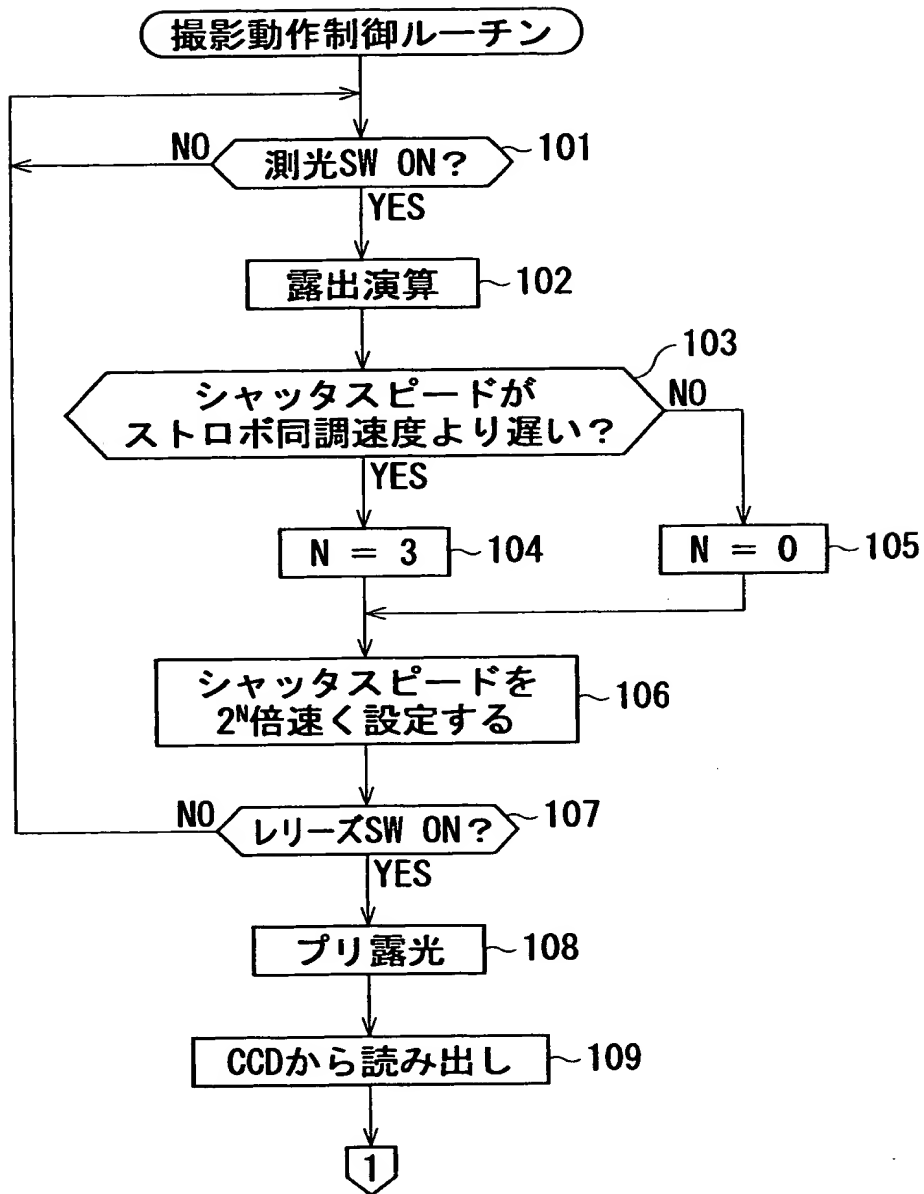 撮影動作制御ルーチン
NO
測光SW ON?
101
YES
露出演算
102
103
シャッタスピードが
ストロボ同調速度より遅い?
NO
YES
N = 3
104
N = 0
105
シャッタスピードを
2ᴺ倍速く設定する
106
NO
レリーズSW ON?
107
YES
プリ露光
108
CCDから読み出し
109
1